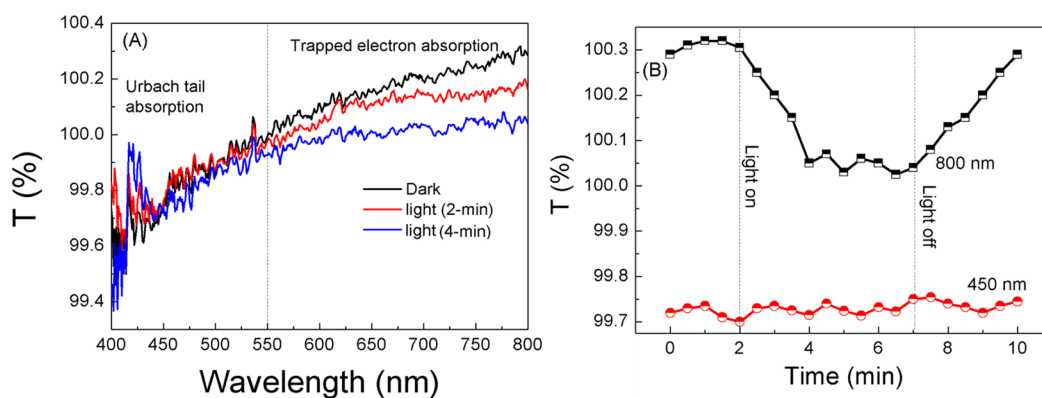 (A)
Urbach tail
absorption
Trapped electron absorption
Dark
light (2-min)
light (4-min)
100.4
100.2
100.0
99.8
99.6
99.4
T (%)
400 450 500 550 600 650 700 750 800
Wavelength (nm)
(B)
100.3
100.2
100.1
100.0
99.9
99.8
99.7
T (%)
Light on
Light off
800 nm
450 nm
0 2 4 6 8 10
Time (min)